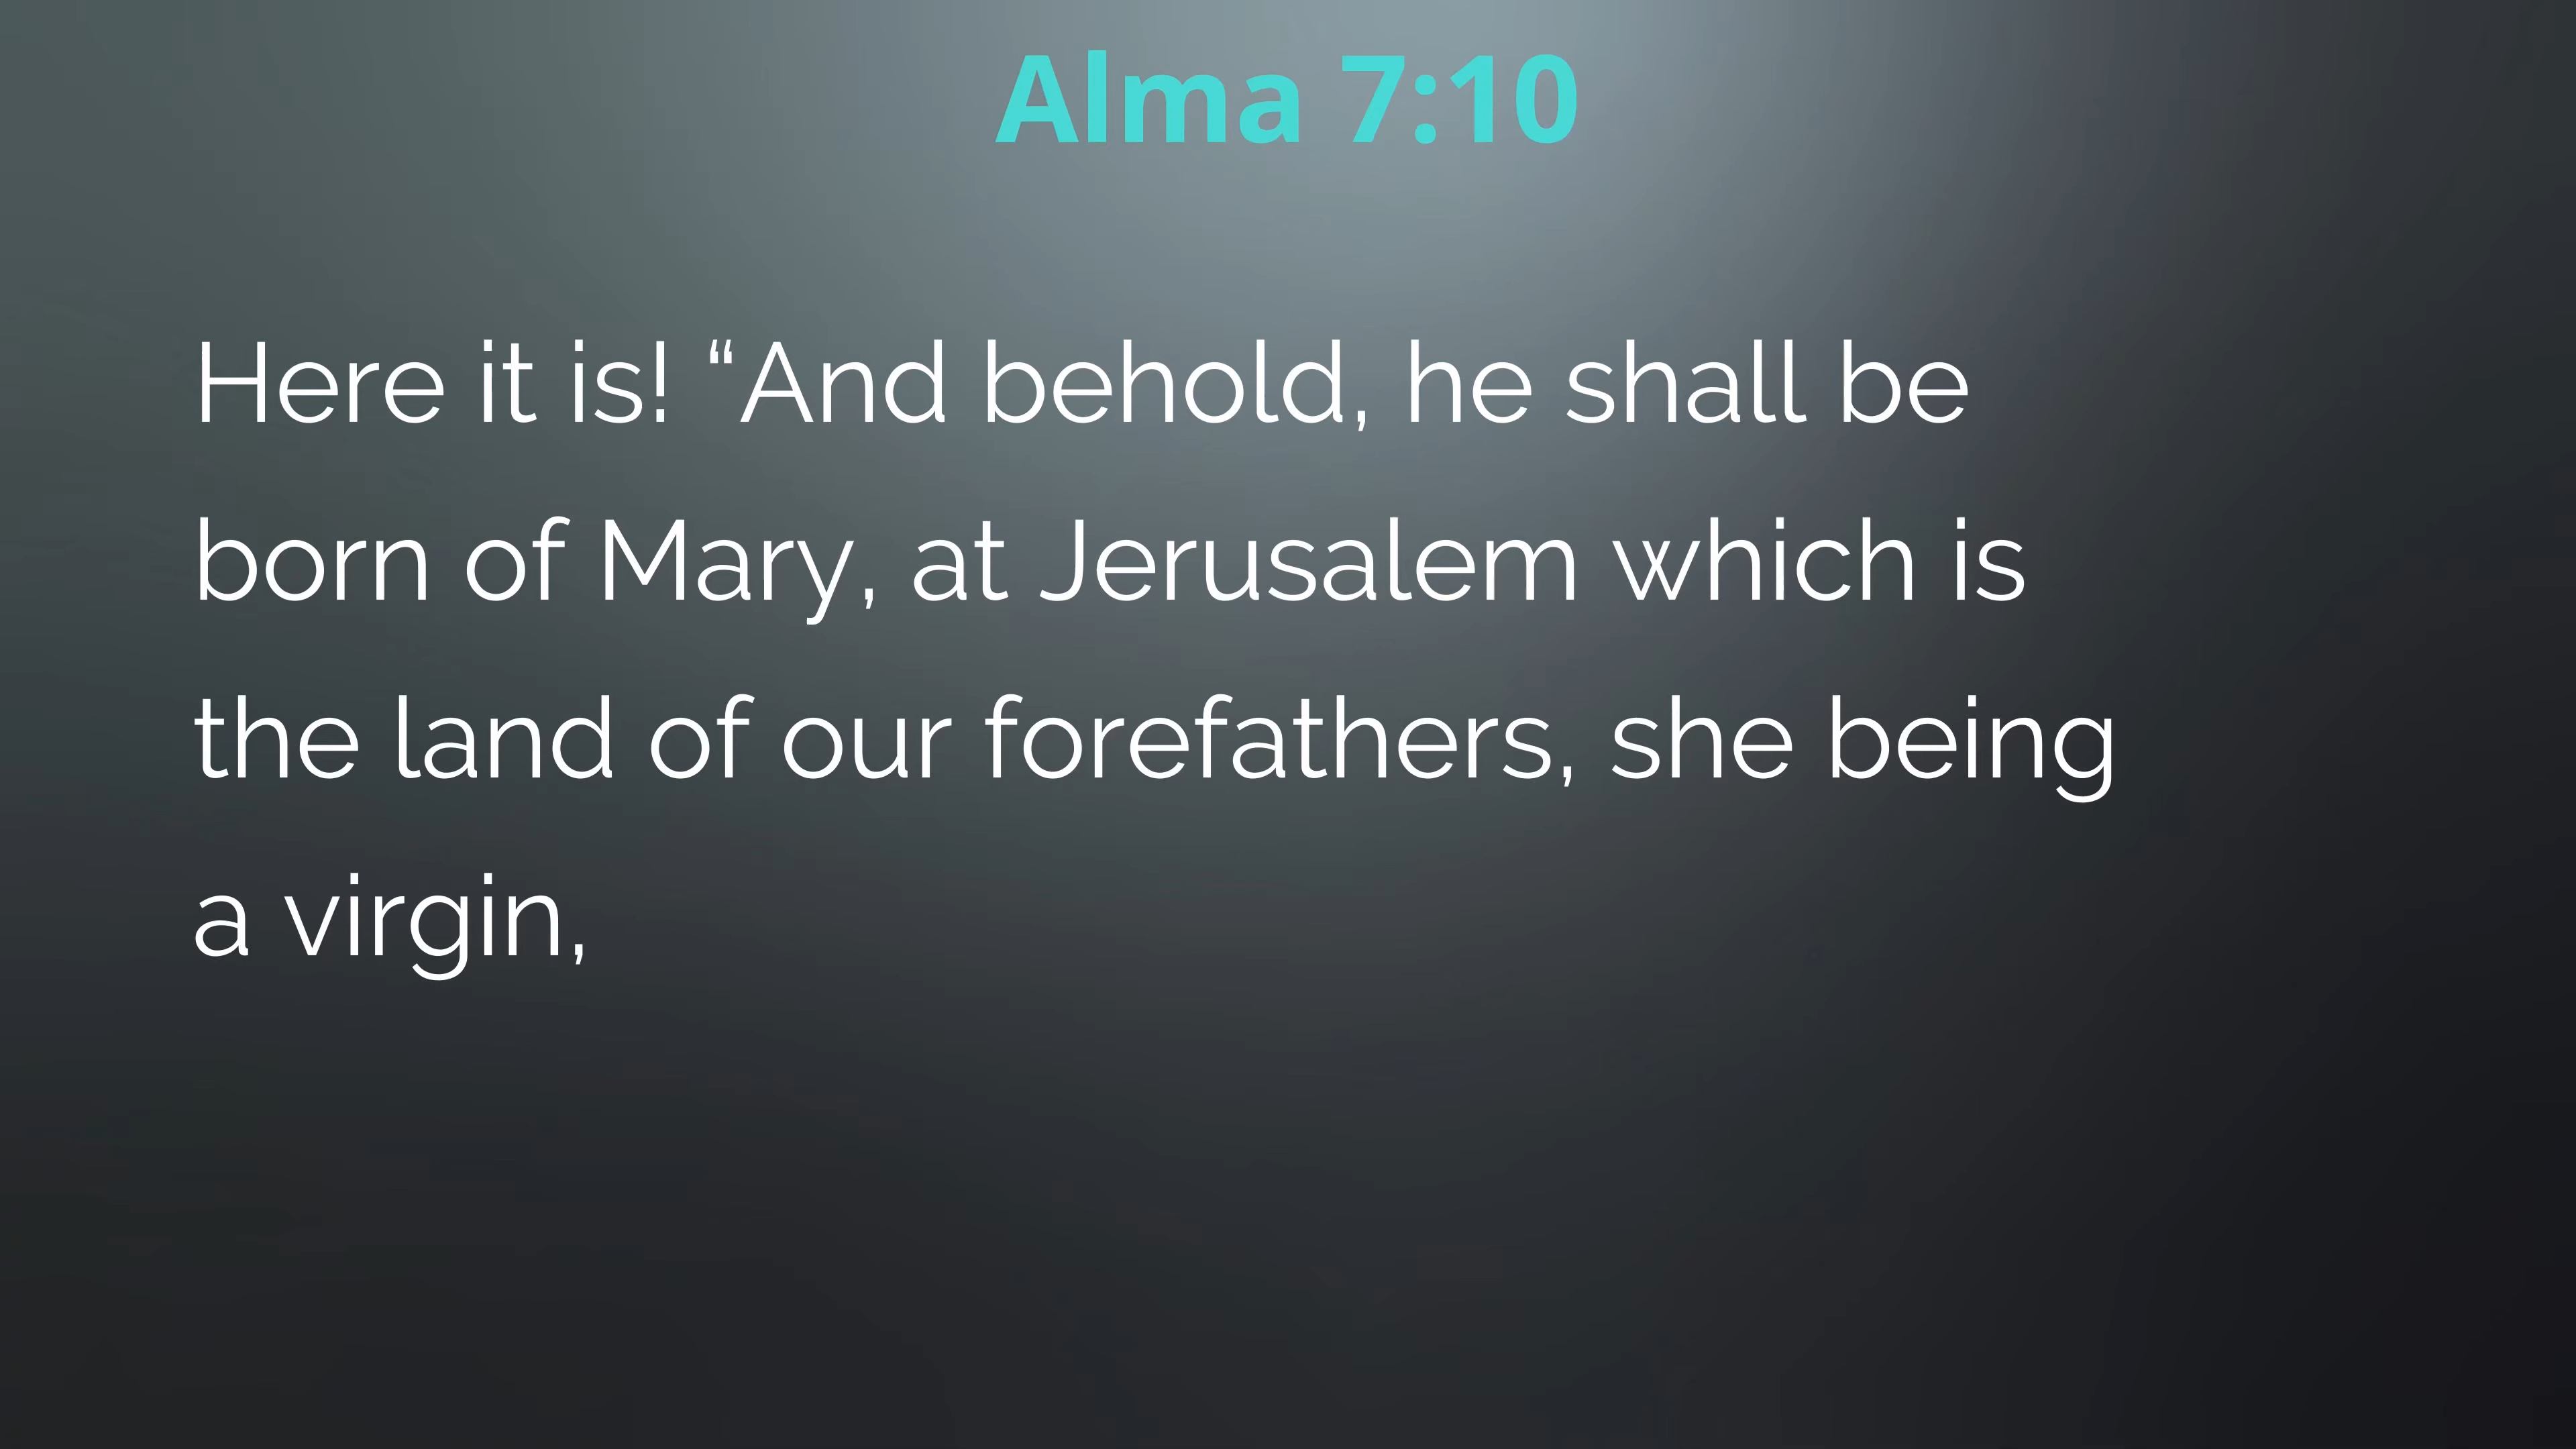 Alma 7:10
Here it is! “And behold, he shall be
born of Mary, at Jerusalem which is
the land of our forefathers, she being
a virgin,